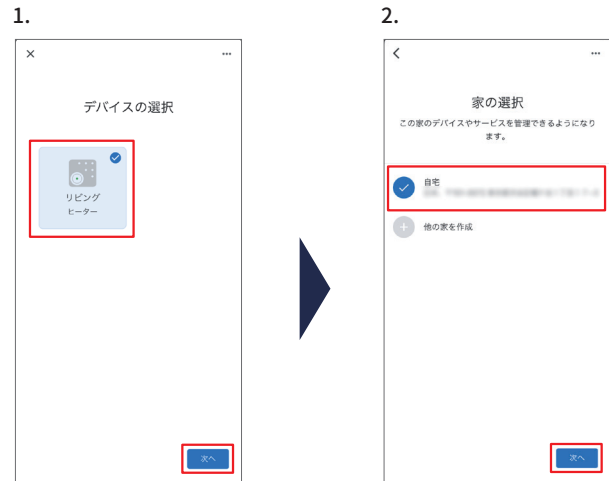 1.
デバイスの選択
リビング
ヒーター
次へ
2.
家の選択
この家のデバイスやサービスを管理できるようになり
ます。
自宅
他の家を作成
次へ